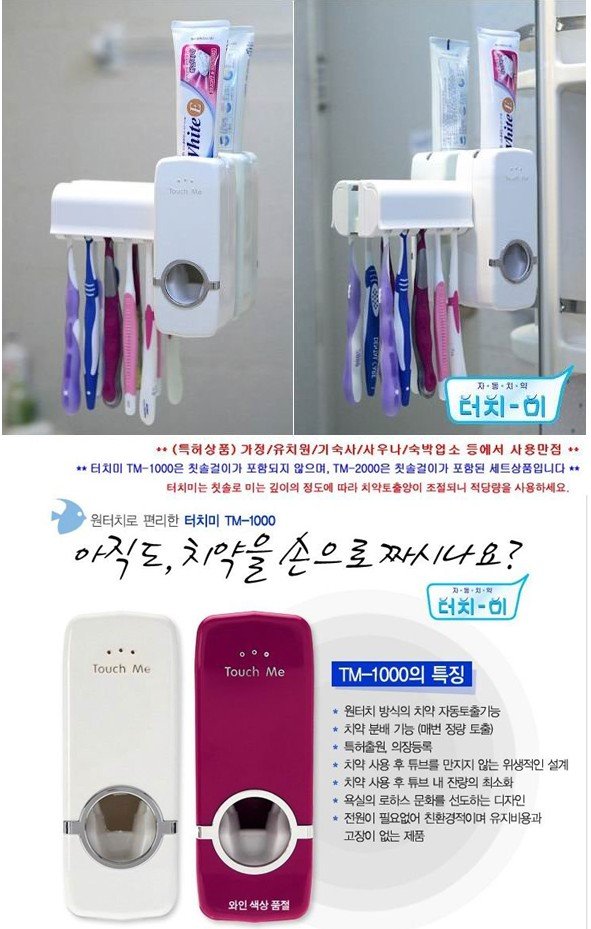 White E
Touch Me
White
Touch Me
자·동·치·약
터치-미
** (특허상품) 가정/유치원/기숙사/사우나/숙박업소 등에서 사용만점 **
** 터치미 TM-1000은 칫솔걸이가 포함되지 않으며, TM-2000은 칫솔걸이가 포함된 세트상품입니다 **
터치미는 칫솔로 미는 깊이의 정도에 따라 치약토출양이 조절되니 적당량을 사용하세요.
원터치로 편리한 터치미 TM-1000
아직도, 치약을 손으로 짜시나요?
자·동·치·약
터치-미
Touch Me
Touch Me
와인 색상 품절
TM-1000의 특징
* 원터치 방식의 치약 자동토출기능
* 치약 분배 기능 (매번 정량 토출)
* 특허출원, 의장등록
* 치약 사용 후 튜브를 만지지 않는 위생적인 설계
* 치약 사용 후 튜브 내 잔량의 최소화
* 욕실의 로하스 문화를 선도하는 디자인
* 전원이 필요없어 친환경적이며 유지비용과
고장이 없는 제품